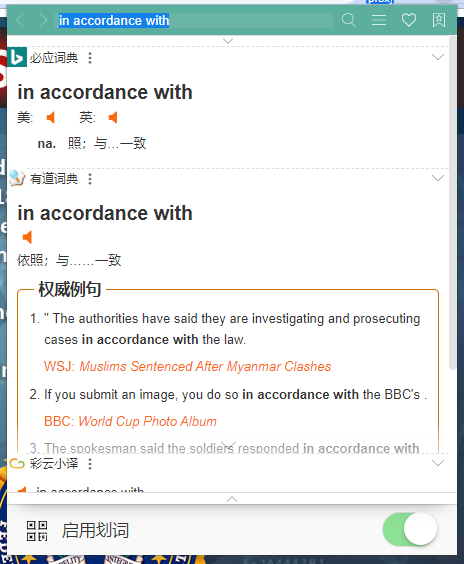 in accordance with
必应词典
in accordance with
美: 英:
na. 照；与…一致
有道词典
in accordance with
依照；与……一致
权威例句
1. " The authorities have said they are investigating and prosecuting
cases in accordance with the law.
WSJ: Muslims Sentenced After Myanmar Clashes
2. If you submit an image, you do so in accordance with the BBC's .
BBC: World Cup Photo Album
3. The spokesman said the soldiers responded in accordance with
彩云小译
in accordance with
启用划词